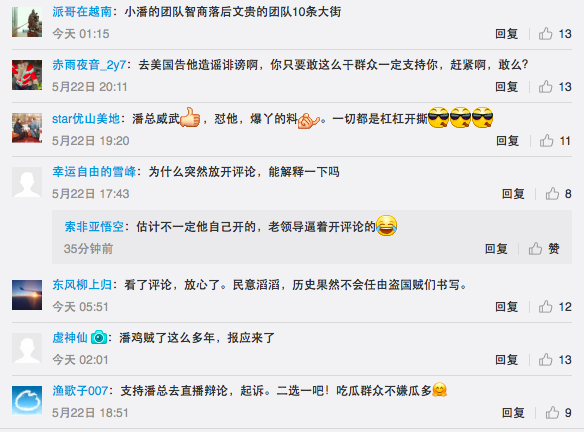 派哥在越南：小潘的团队智商落后文贵的团队10条大街
今天 01:15 回复 13
赤雨夜音_2y7：去美国告他造谣诽谤啊，你只要敢这么干群众一定支持你，赶紧啊，敢么?
5月22日 20:11 回复 13
star优山美地：潘总威武，怼他，爆丫的料。一切都是杠杠开撕
5月22日 19:20 回复 11
幸运自由的雪峰：为什么突然放开评论，能解释一下吗
5月22日 17:43 回复 8
索非亚悟空：估计不一定他自己开的，老领导逼着开评论的
35分钟前 回复 赞
东风柳上归：看了评论，放心了。民意滔滔，历史果然不会任由盗国贼们书写。
今天 05:51 回复 12
虚神仙：潘鸡贼了这么多年，报应来了
今天 02:01 回复 13
渔歌子007：支持潘总去直播辩论，起诉。二选一吧！吃瓜群众不嫌瓜多
5月22日 18:51 回复 9